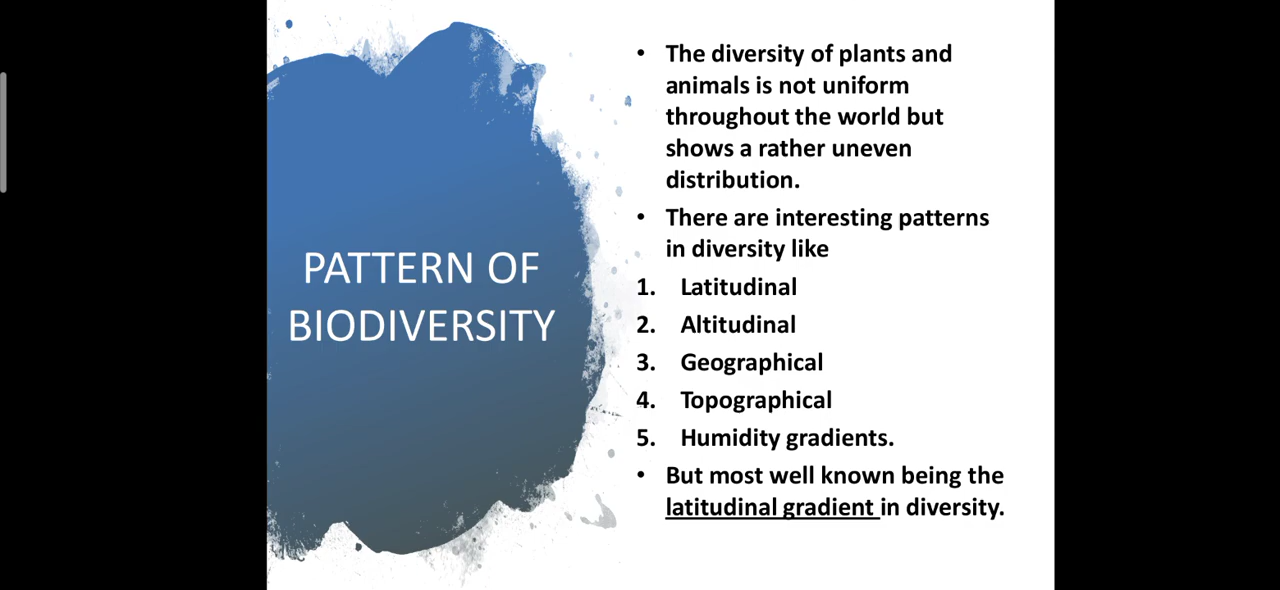 PATTERN OF
BIODIVERSITY
• The diversity of plants and
animals is not uniform
throughout the world but
shows a rather uneven
distribution.
• There are interesting patterns
in diversity like
1. Latitudinal
2. Altitudinal
3. Geographical
4. Topographical
5. Humidity gradients.
• But most well known being the
latitudinal gradient in diversity.